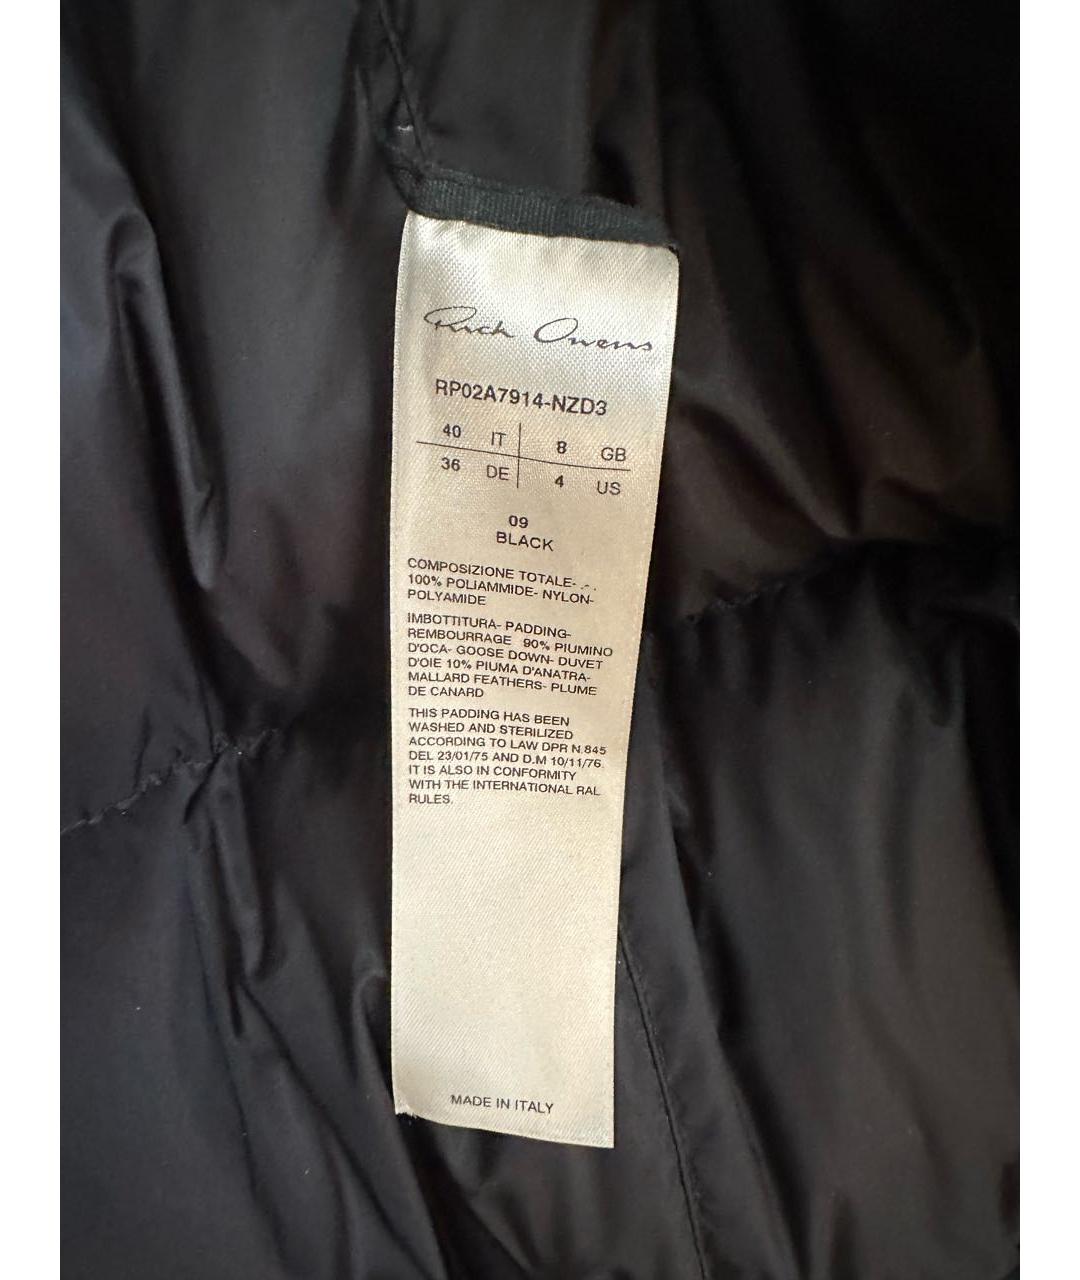 Rick Owens
RP02A7914-NZD3
40 IT 8 GB
36 DE 4 US
09
BLACK
COMPOSIZIONE TOTALE-
100% POLIAMMIDE- NYLON-
POLYAMIDE
IMBOTTITURA- PADDING-
REMBOURRAGE 90% PIUMINO
D'OCA- GOOSE DOWN- DUVET
D'OIE 10% PIUMA D'ANATRA-
MALLARD FEATHERS- PLUME
DE CANARD
THIS PADDING HAS BEEN
WASHED AND STERILIZED
ACCORDING TO LAW DPR N.845
DEL 23/01/75 AND D.M 10/11/76.
IT IS ALSO IN CONFORMITY
WITH THE INTERNATIONAL RAL
RULES.
MADE IN ITALY